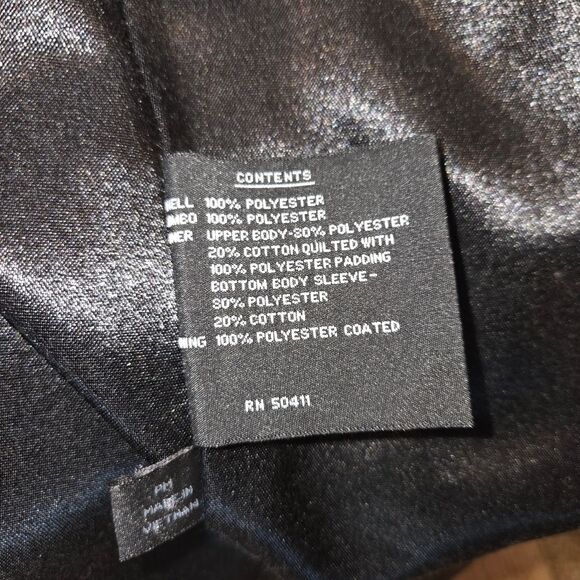 CONTENTS
ELL 100% POLYESTER
MBO 100% POLYESTER
NER UPPER BODY-80% POLYESTER
20% COTTON QUILTED WITH
100% POLYESTER PADDING
BOTTOM BODY SLEEVE-
80% POLYESTER
20% COTTON
NING 100% POLYESTER COATED
RN 50411
PM
MADE IN
VIETNAM